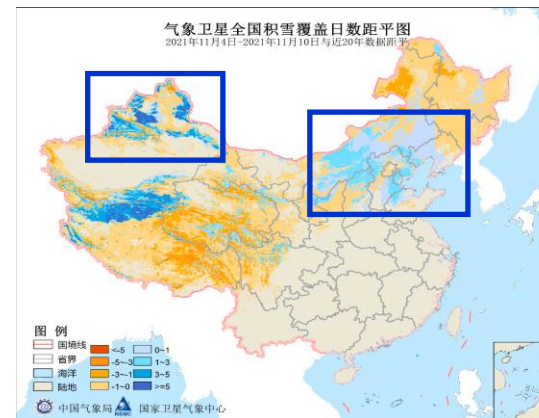 气象卫星全国积雪覆盖日数距平图
2021年11月4日-2021年11月10日与近20年数据距平
图 例
国境线
省界
海洋
陆地
<-5
-5~-3
-3~-1
-1~0
0~1
1~3
3~5
>=5
中国气象局 NSMC 国家卫星气象中心